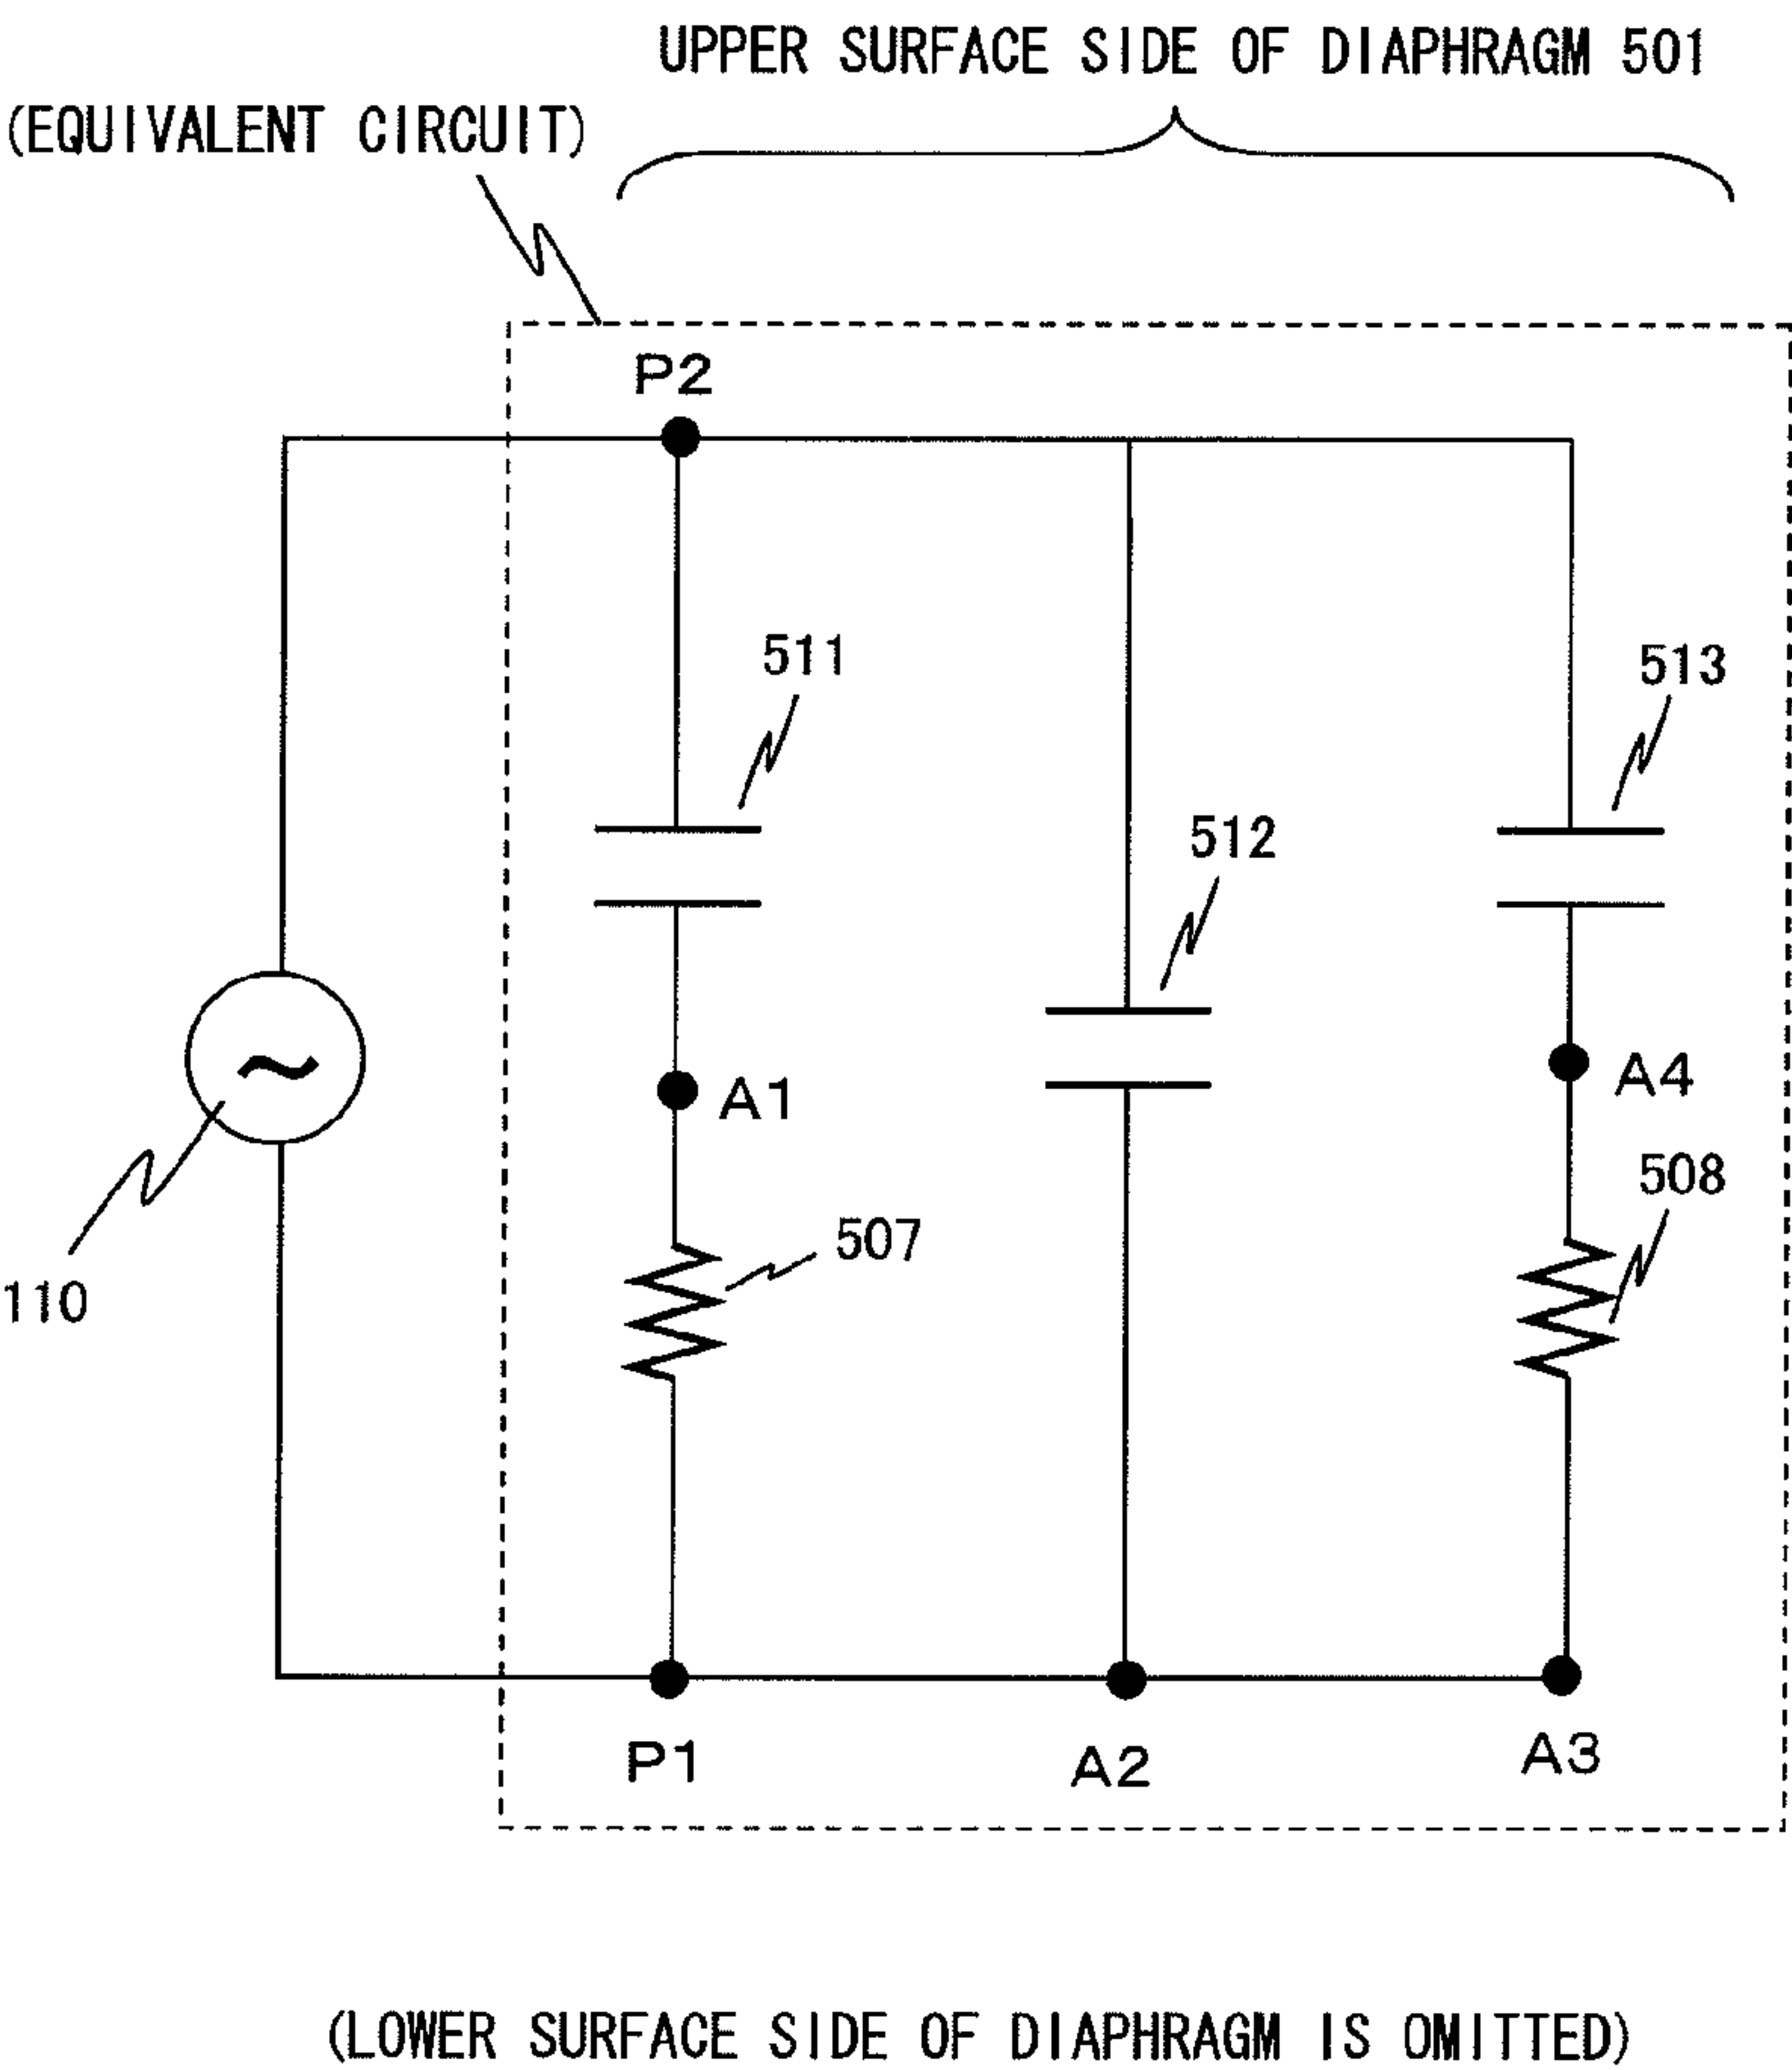 UPPER SURFACE SIDE OF DIAPHRAGM 501
(EQUIVALENT CIRCUIT)
P2
511
513
512
A1
A4
508
507
110
P1
A2
A3
(LOWER SURFACE SIDE OF DIAPHRAGM IS OMITTED)